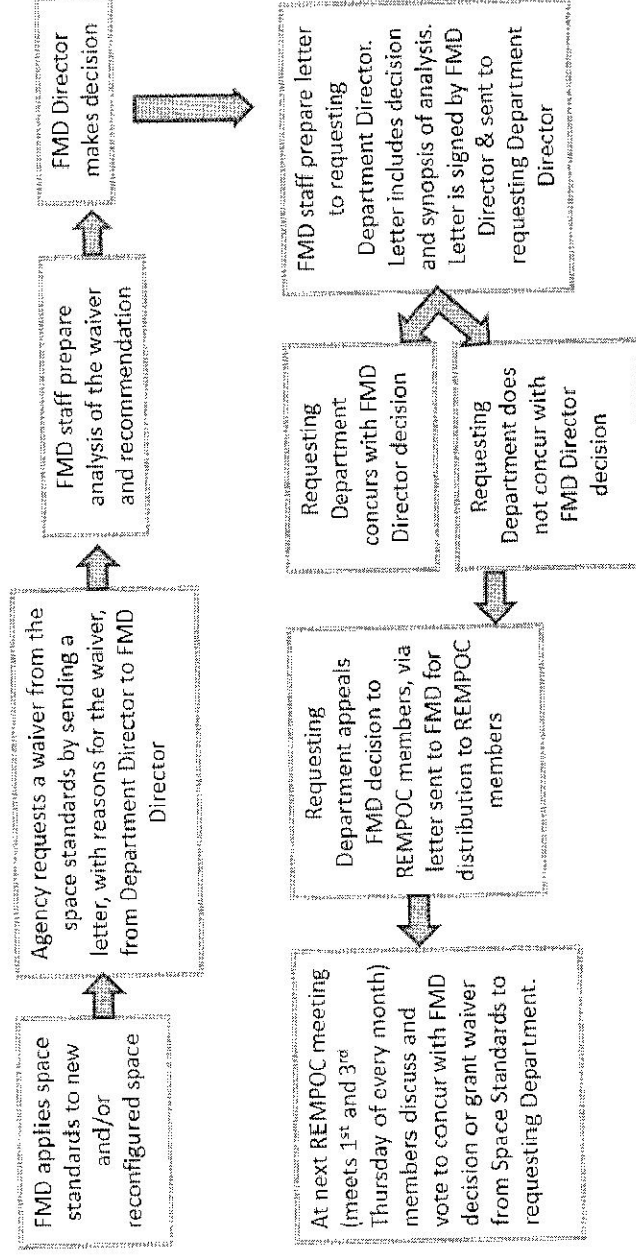 FMD applies space
standards to new
and/or
reconfigured space
Agency requests a waiver from the
space standards by sending a
letter, with reasons for the waiver,
from Department Director to FMD
Director
FMD staff prepare
analysis of the waiver
and recommendation
FMD Director
makes decision
FMD staff prepare letter
to requesting
Department Director.
Letter includes decision
and synopsis of analysis.
Letter is signed by FMD
Director & sent to
requesting Department
Director
Requesting
Department
concurs with FMD
Director decision
Requesting
Department does
not concur with
FMD Director
decision
Requesting
Department appeals
FMD decision to
REMPOC members, via
letter sent to FMD for
distribution to REMPOC
members
At next REMPOC meeting
(meets 1st and 3rd
Thursday of every month)
members discuss and
vote to concur with FMD
decision or grant waiver
from Space Standards to
requesting Department.